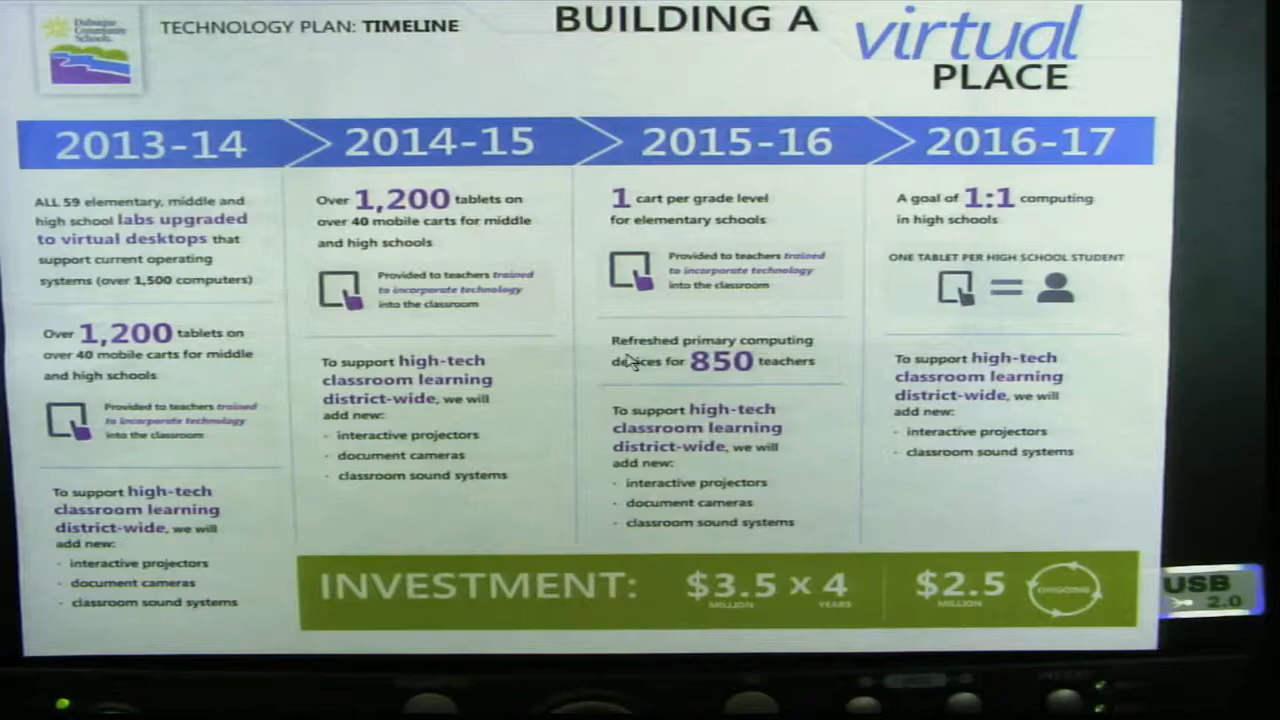 Dubuque
Community
Schools
TECHNOLOGY PLAN: TIMELINE
BUILDING A
virtual
PLACE
2013-14
2014-15
2015-16
2016-17
ALL 59 elementary, middle and
high school labs upgraded
to virtual desktops that
support current operating
systems (over 1,500 computers)
Over 1,200 tablets on
over 40 mobile carts for middle
and high schools
Provided to teachers trained
to incorporate technology
into the classroom
To support high-tech
classroom learning
district-wide, we will
add new:
· interactive projectors
· document cameras
· classroom sound systems
Over 1,200 tablets on
over 40 mobile carts for middle
and high schools
Provided to teachers trained
to incorporate technology
into the classroom
To support high-tech
classroom learning
district-wide, we will
add new:
· interactive projectors
· document cameras
· classroom sound systems
1 cart per grade level
for elementary schools
Provided to teachers trained
to incorporate technology
into the classroom
Refreshed primary computing
devices for 850 teachers
To support high-tech
classroom learning
district-wide, we will
add new:
· interactive projectors
· document cameras
· classroom sound systems
A goal of 1:1 computing
in high schools
ONE TABLET PER HIGH SCHOOL STUDENT
=
To support high-tech
classroom learning
district-wide, we will
add new:
· interactive projectors
· classroom sound systems
INVESTMENT:
$3.5 x 4
MILLION YEARS
$2.5
MILLION
ONGOING
USB
2.0